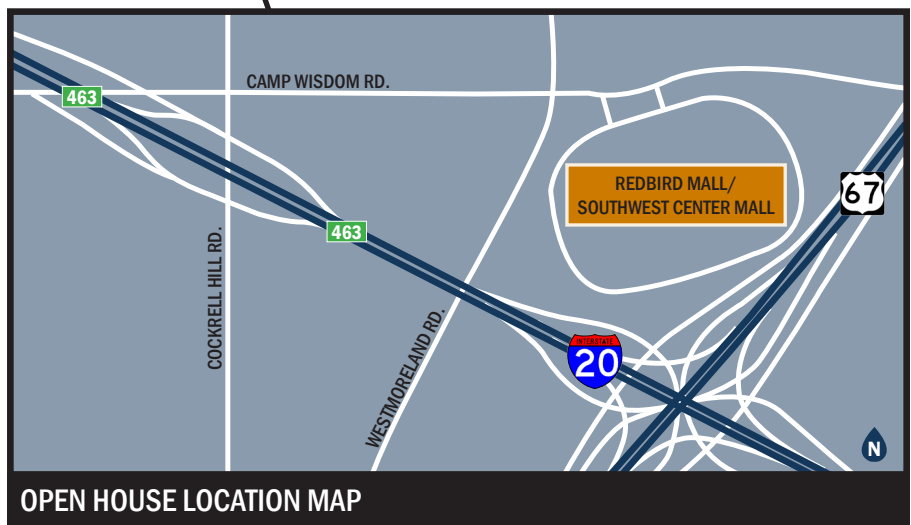 CAMP WISDOM RD.
463
REDBIRD MALL/
SOUTHWEST CENTER MALL
67
463
COCKRELL HILL RD.
WESTMORELAND RD.
INTERSTATE
20
N
OPEN HOUSE LOCATION MAP